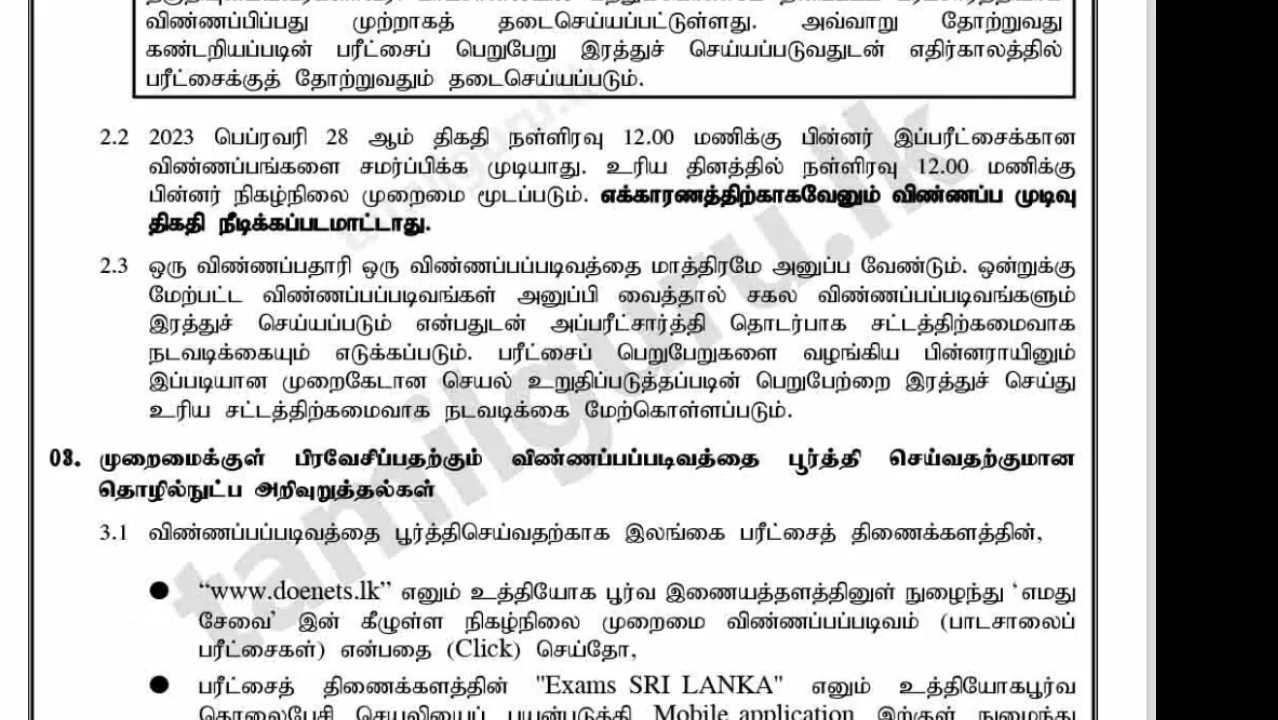 விண்ணப்பிப்பது முற்றாகத் தடைசெய்யப்பட்டுள்ளது. அவ்வாறு தோற்றுவது
கண்டறியப்படின் பரீட்சைப் பெறுபேறு இரத்துச் செய்யப்படுவதுடன் எதிர்காலத்தில்
பரீட்சைக்குத் தோற்றுவதும் தடைசெய்யப்படும்.
2.2 2023 பெப்ரவரி 28 ஆம் திகதி நள்ளிரவு 12.00 மணிக்கு பின்னர் இப்பரீட்சைக்கான
விண்ணப்பங்களை சமர்ப்பிக்க முடியாது. உரிய தினத்தில் நள்ளிரவு 12.00 மணிக்கு
பின்னர் நிகழ்நிலை முறைமை மூடப்படும். எக்காரணத்திற்காகவேனும் விண்ணப்ப முடிவு
திகதி நீடிக்கப்படமாட்டாது.
2.3 ஒரு விண்ணப்பதாரி ஒரு விண்ணப்பப்படிவத்தை மாத்திரமே அனுப்ப வேண்டும். ஒன்றுக்கு
மேற்பட்ட விண்ணப்பப்படிவங்கள் அனுப்பி வைத்தால் சகல விண்ணப்பப்படிவங்களும்
இரத்துச் செய்யப்படும் என்பதுடன் அப்பரீட்சார்த்தி தொடர்பாக சட்டத்திற்கமைவாக
நடவடிக்கையும் எடுக்கப்படும். பரீட்சைப் பெறுபேறுகளை வழங்கிய பின்னராயினும்
இப்படியான முறைகேடான செயல் உறுதிப்படுத்தப்படின் பெறுபேற்றை இரத்துச் செய்து
உரிய சட்டத்திற்கமைவாக நடவடிக்கை மேற்கொள்ளப்படும்.
03. முறைமைக்குள் பிரவேசிப்பதற்கும் விண்ணப்பப்படிவத்தை பூர்த்தி செய்வதற்குமான
தொழில்நுட்ப அறிவுறுத்தல்கள்
3.1 விண்ணப்பப்படிவத்தை பூர்த்திசெய்வதற்காக இலங்கை பரீட்சைத் திணைக்களத்தின்,
● “www.doenets.lk” எனும் உத்தியோக பூர்வ இணையத்தளத்தினுள் நுழைந்து ‘எமது
சேவை’ இன் கீழுள்ள நிகழ்நிலை முறைமை விண்ணப்பப்படிவம் (பாடசாலைப்
பரீட்சைகள்) என்பதை (Click) செய்தோ,
● பரீட்சைத் திணைக்களத்தின் "Exams SRI LANKA" எனும் உத்தியோகபூர்வ
தொலைபேசி செயலியைப் பயன்படுத்தி Mobile application இற்குள் நுழைந்து
tamilguru.lk